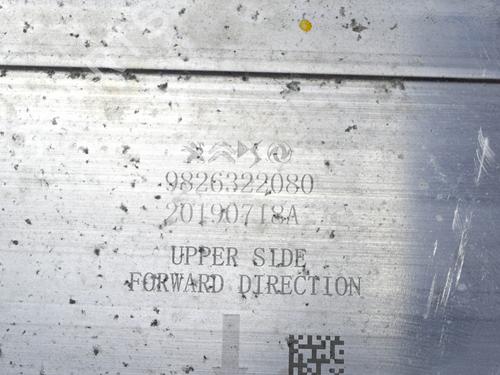 9826322080
20190718A
UPPER SIDE
FORWARD DIRECTION